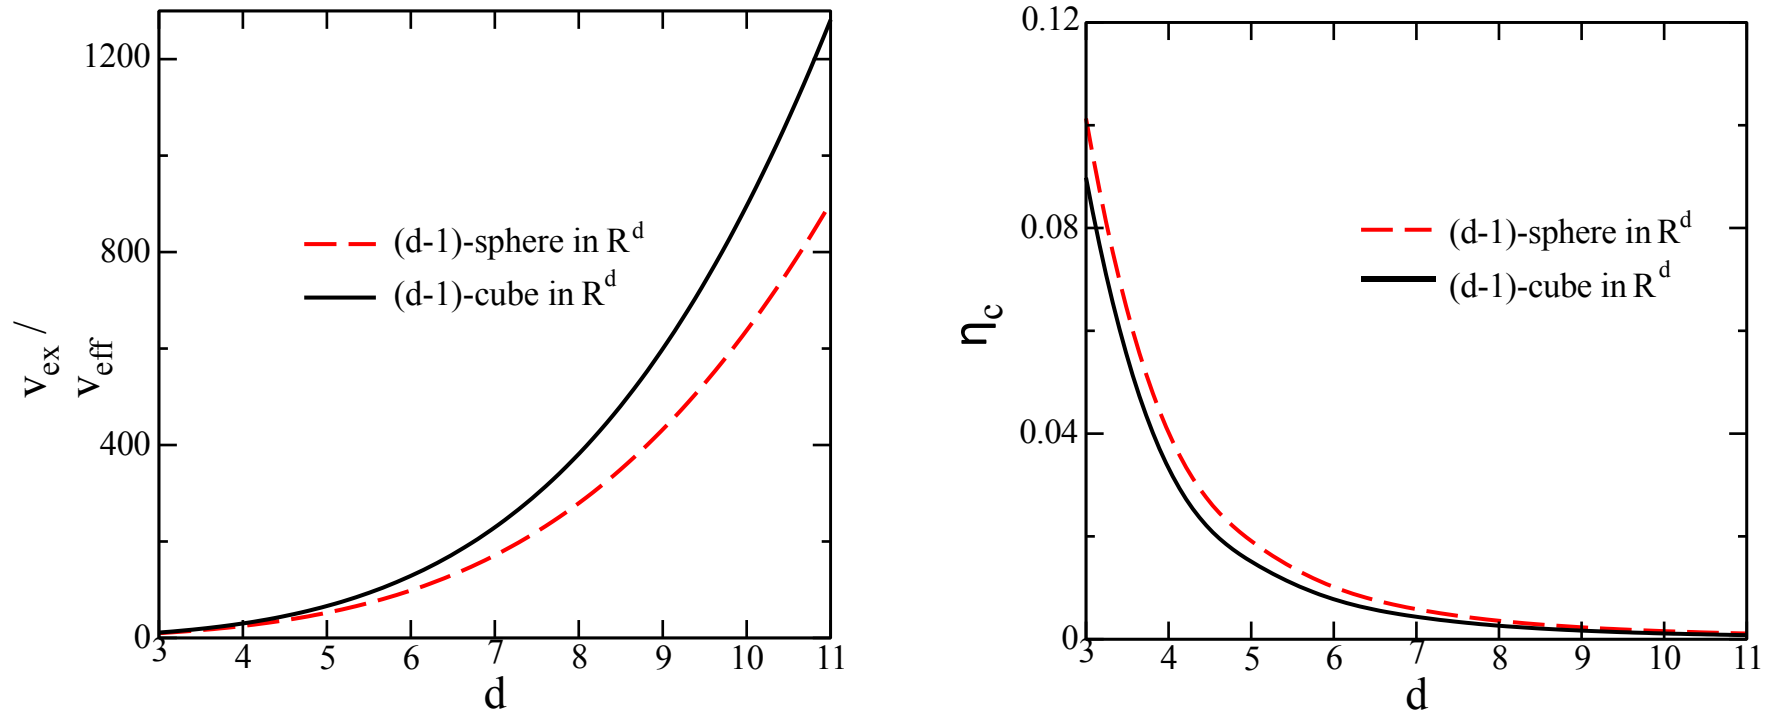 1200
800
400
0
v_ex /
v_eff
(d-1)-sphere in R^d
(d-1)-cube in R^d
3 4 5 6 7 8 9 10 11
d
0.12
0.08
0.04
0
η_c
(d-1)-sphere in R^d
(d-1)-cube in R^d
3 4 5 6 7 8 9 10 11
d